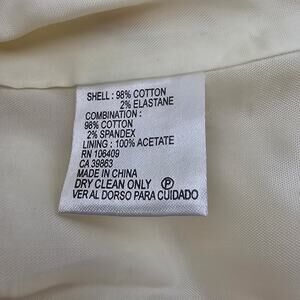 SHELL : 98% COTTON
2% ELASTANE
COMBINATION :
98% COTTON
2% SPANDEX
LINING : 100% ACETATE
RN 106409
CA 39863
MADE IN CHINA
DRY CLEAN ONLY Ⓟ
VER AL DORSO PARA CUIDADO